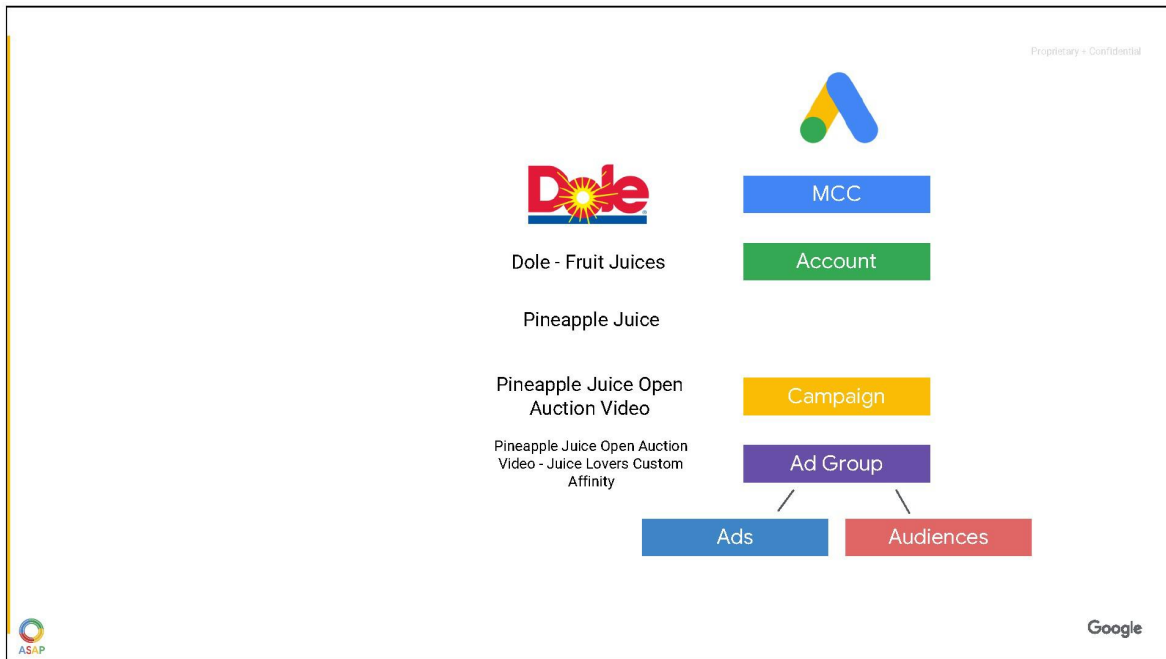 Proprietary + Confidential
Dole
MCC
Dole - Fruit Juices
Account
Pineapple Juice
Pineapple Juice Open
Auction Video
Campaign
Pineapple Juice Open Auction
Video - Juice Lovers Custom
Affinity
Ad Group
Ads
Audiences
ASAP
Google